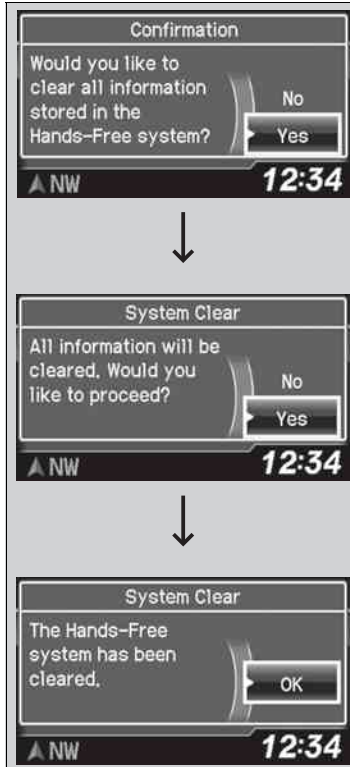 Confirmation
Would you like to
clear all information
stored in the
Hands-Free system?
No
Yes
NW
12:34
System Clear
All information will be
cleared. Would you
like to proceed?
No
Yes
NW
12:34
System Clear
The Hands-Free
system has been
cleared.
OK
NW
12:34